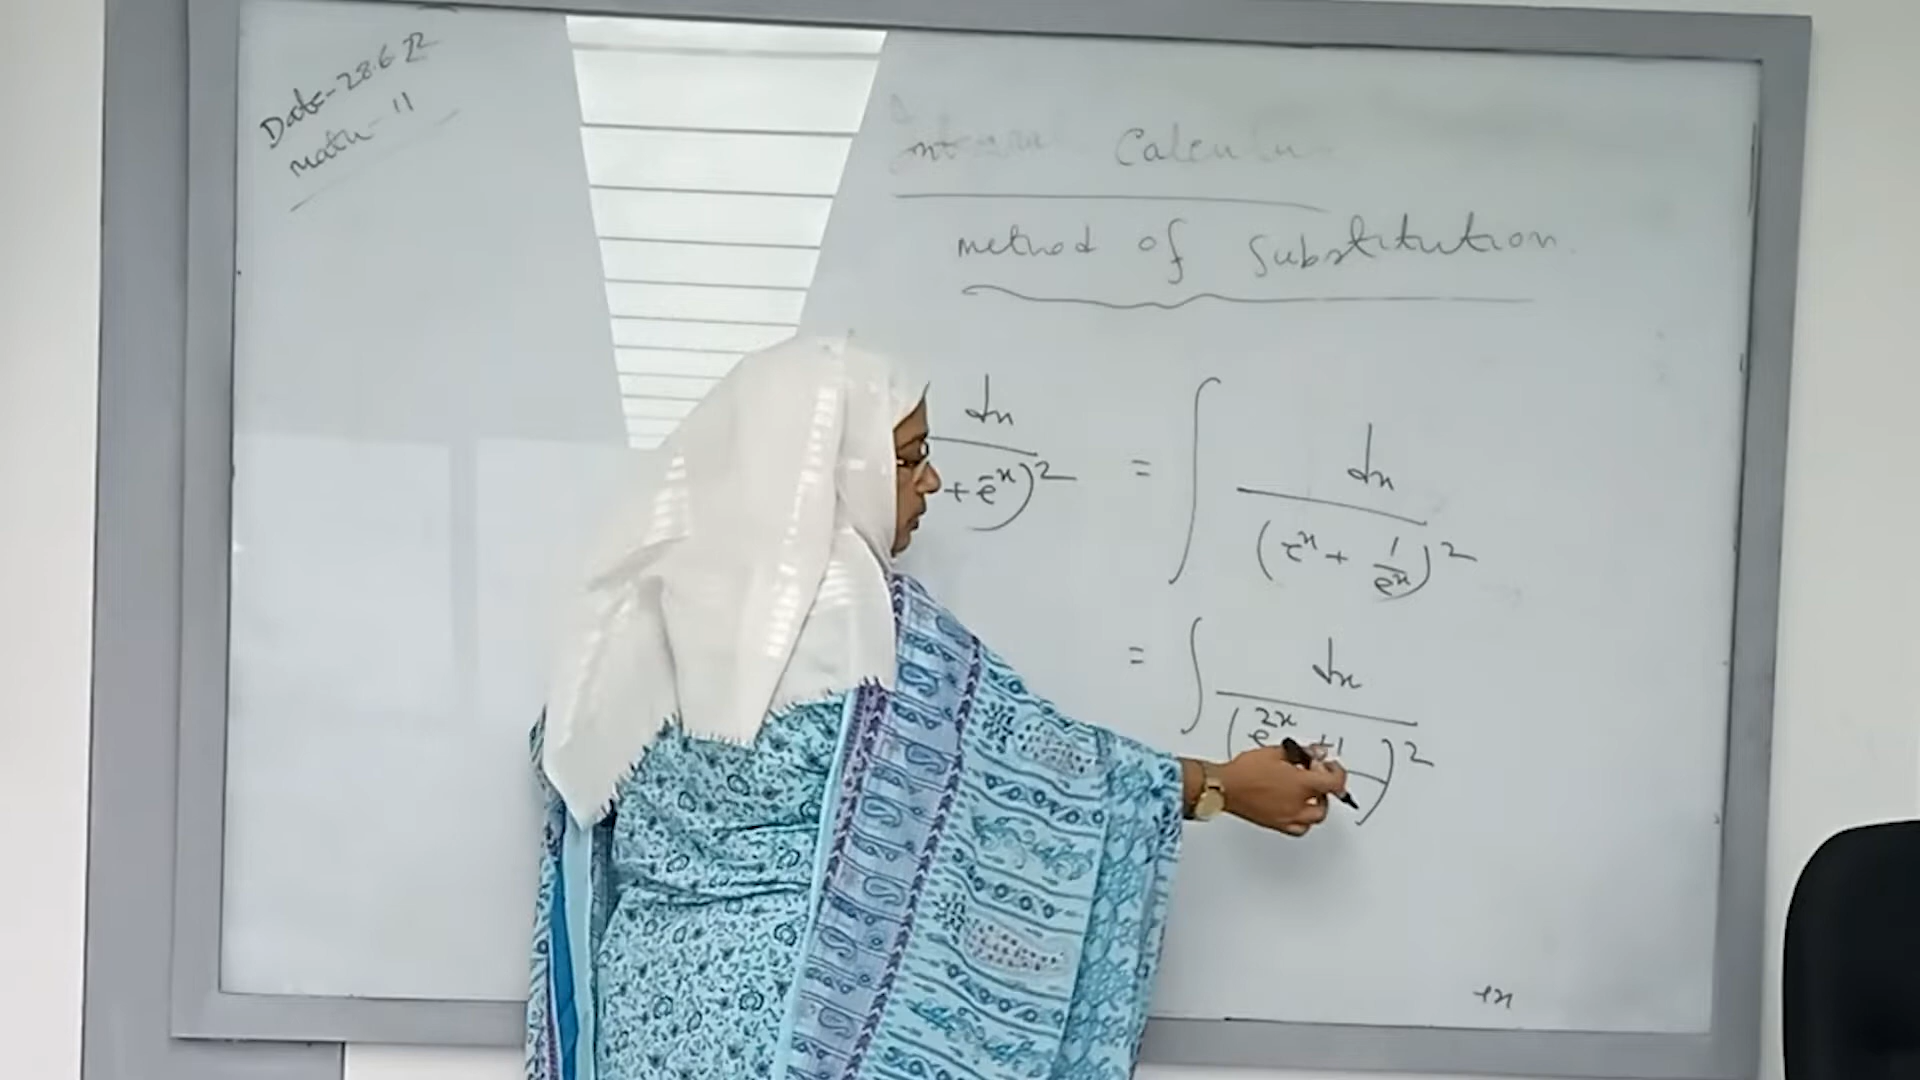 Date-28.6.22
Math-11
Integral Calculus
method of Substitution
dx / + e^-x)^2 = ∫ dx / (e^x + 1/e^x)^2
= ∫ dx / (e^2x +1 )^2